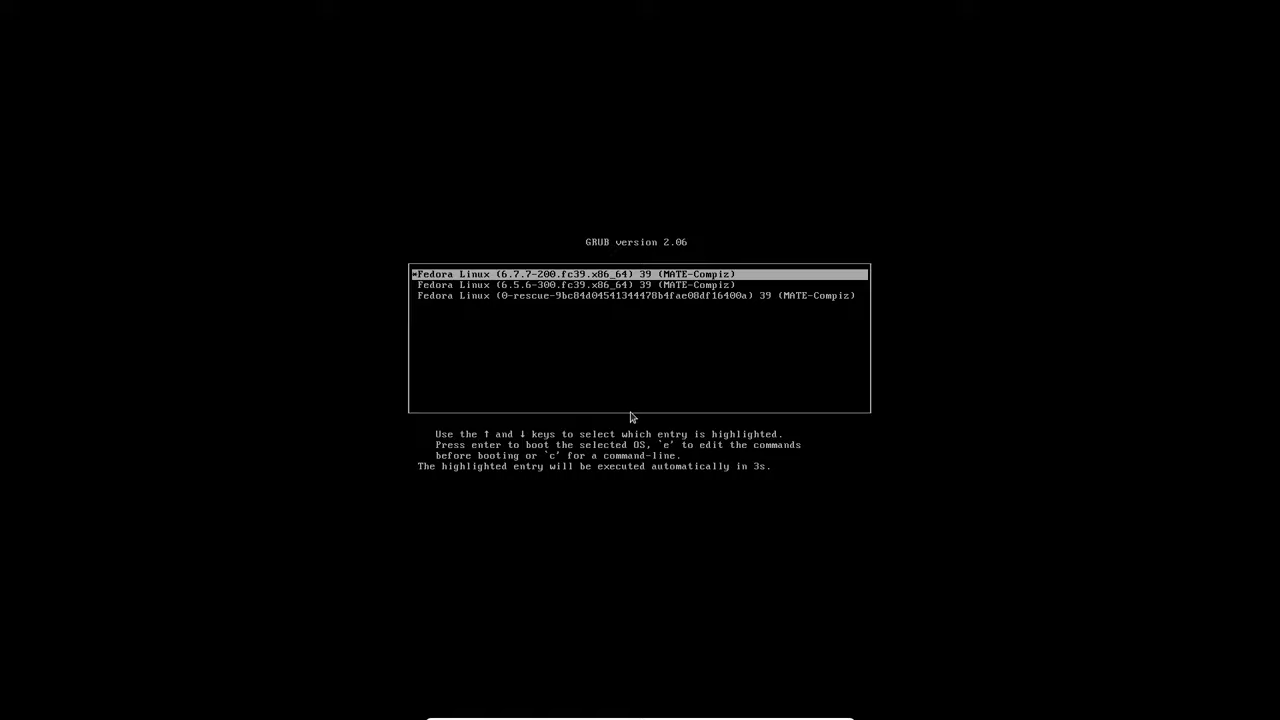 GRUB version 2.06
*Fedora Linux (6.7.7-200.fc39.x86_64) 39 (MATE-Compiz)
Fedora Linux (6.5.6-300.fc39.x86_64) 39 (MATE-Compiz)
Fedora Linux (0-rescue-9bc84d04541344478b4fae08df16400a) 39 (MATE-Compiz)
Use the ↑ and ↓ keys to select which entry is highlighted.
Press enter to boot the selected OS, `e' to edit the commands
before booting or `c' for a command-line.
The highlighted entry will be executed automatically in 3s.